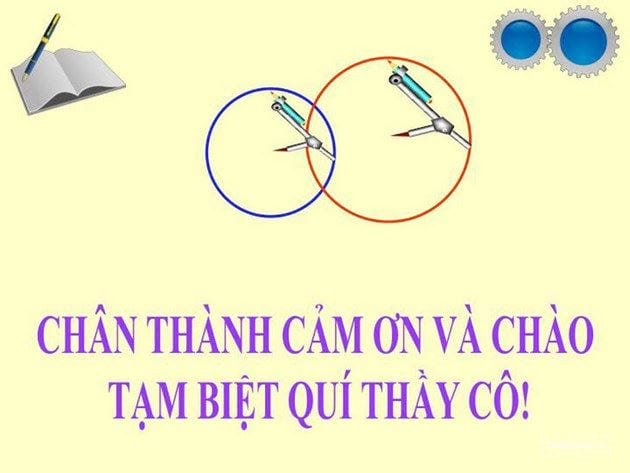 CHÂN THÀNH CẢM ƠN VÀ CHÀO
TẠM BIỆT QUÍ THẦY CÔ!